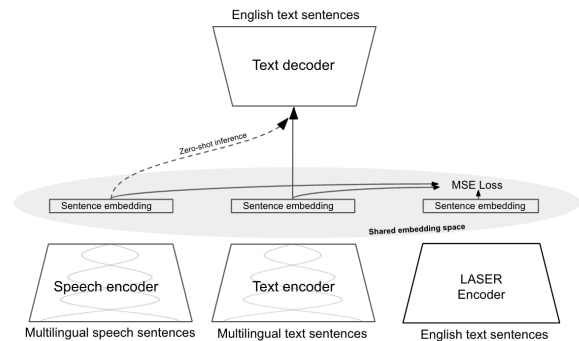 English text sentences
Text decoder
Zero-shot inference
MSE Loss
Sentence embedding
Sentence embedding
Sentence embedding
Shared embedding space
Speech encoder
Text encoder
LASER
Encoder
Multilingual speech sentences
Multilingual text sentences
English text sentences